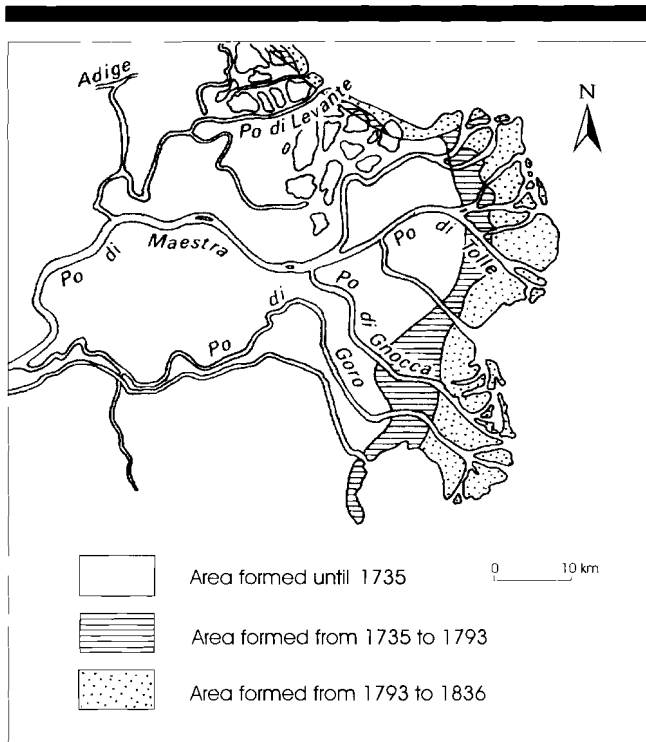 Adige
N
Po di Levante
Po di Maestra
Po di Tolle
Po di Gnocca
Po di Goro
0 10 km
Area formed until 1735
Area formed from 1735 to 1793
Area formed from 1793 to 1836